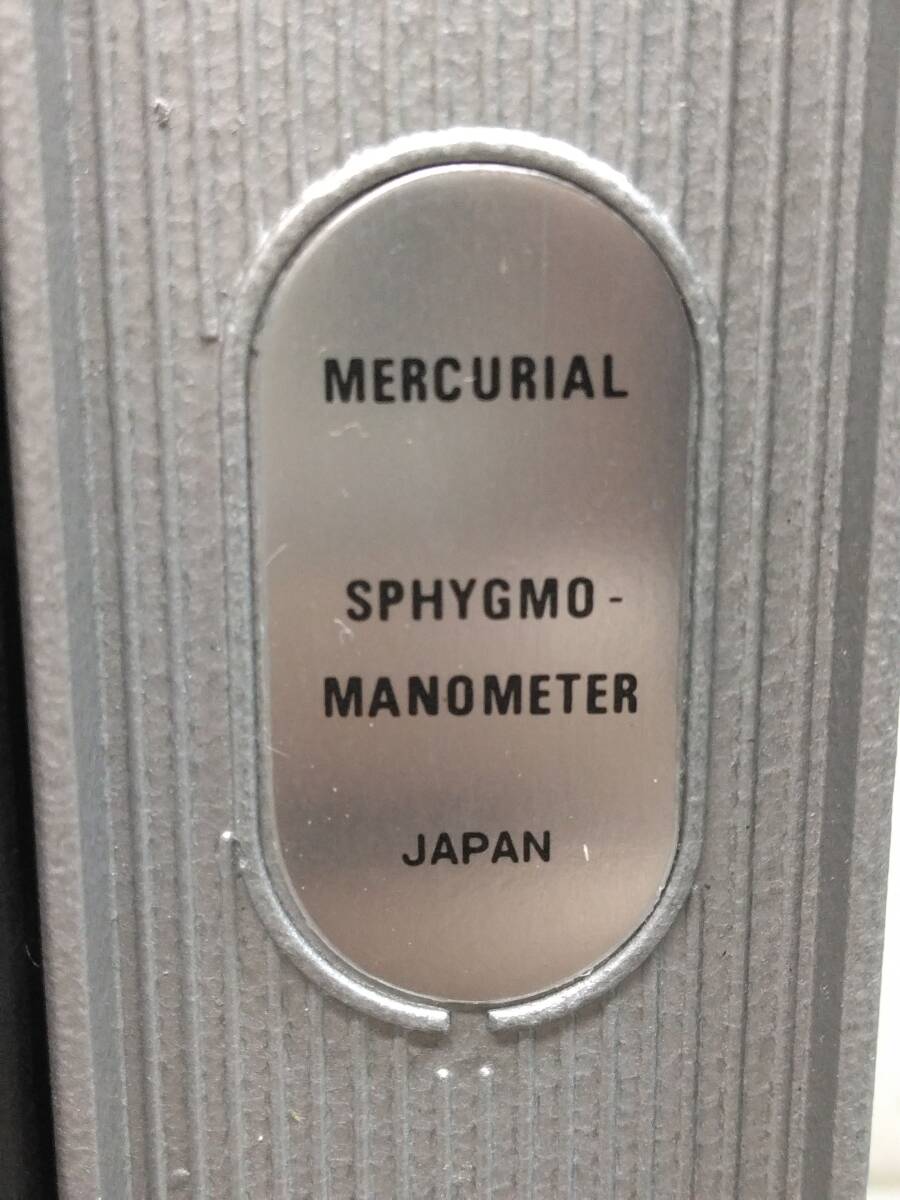 MERCURIAL
SPHYGMO-
MANOMETER
JAPAN